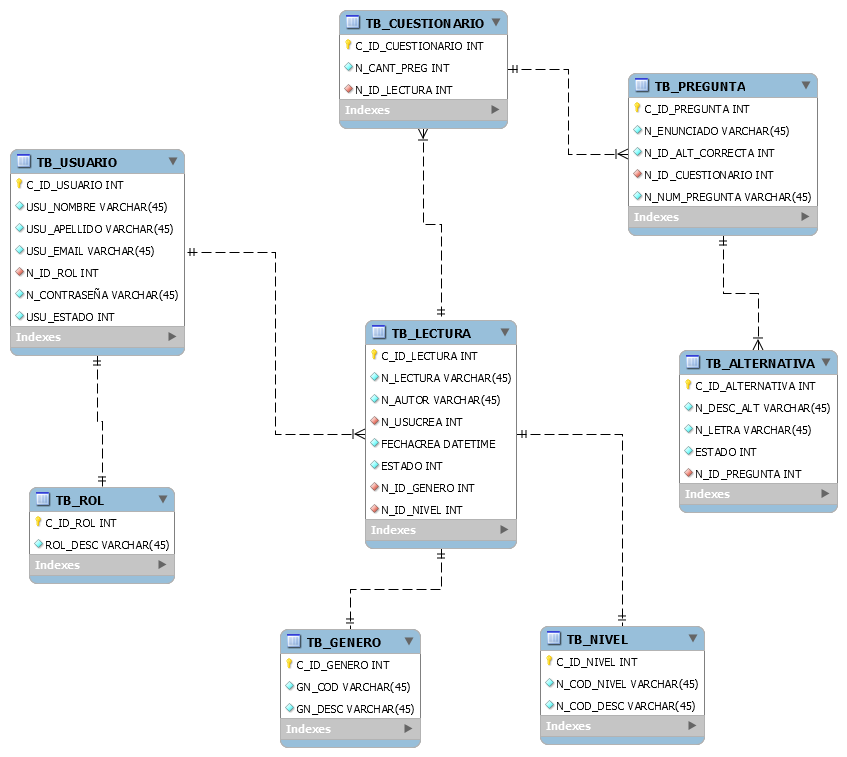 TB_CUESTIONARIO
C_ID_CUESTIONARIO INT
N_CANT_PREG INT
N_ID_LECTURA INT
Indexes
TB_PREGUNTA
C_ID_PREGUNTA INT
N_ENUNCIADO VARCHAR(45)
N_ID_ALT_CORRECTA INT
N_ID_CUESTIONARIO INT
N_NUM_PREGUNTA VARCHAR(45)
Indexes
TB_USUARIO
C_ID_USUARIO INT
USU_NOMBRE VARCHAR(45)
USU_APELLIDO VARCHAR(45)
USU_EMAIL VARCHAR(45)
N_ID_ROL INT
N_CONTRASEÑA VARCHAR(45)
USU_ESTADO INT
Indexes
TB_LECTURA
C_ID_LECTURA INT
N_LECTURA VARCHAR(45)
N_AUTOR VARCHAR(45)
N_USUCREA INT
FECHACREA DATETIME
ESTADO INT
N_ID_GENERO INT
N_ID_NIVEL INT
Indexes
TB_ALTERNATIVA
C_ID_ALTERNATIVA INT
N_DESC_ALT VARCHAR(45)
N_LETRA VARCHAR(45)
ESTADO INT
N_ID_PREGUNTA INT
Indexes
TB_ROL
C_ID_ROL INT
ROL_DESC VARCHAR(45)
Indexes
TB_GENERO
C_ID_GENERO INT
GN_COD VARCHAR(45)
GN_DESC VARCHAR(45)
Indexes
TB_NIVEL
C_ID_NIVEL INT
N_COD_NIVEL VARCHAR(45)
N_COD_DESC VARCHAR(45)
Indexes